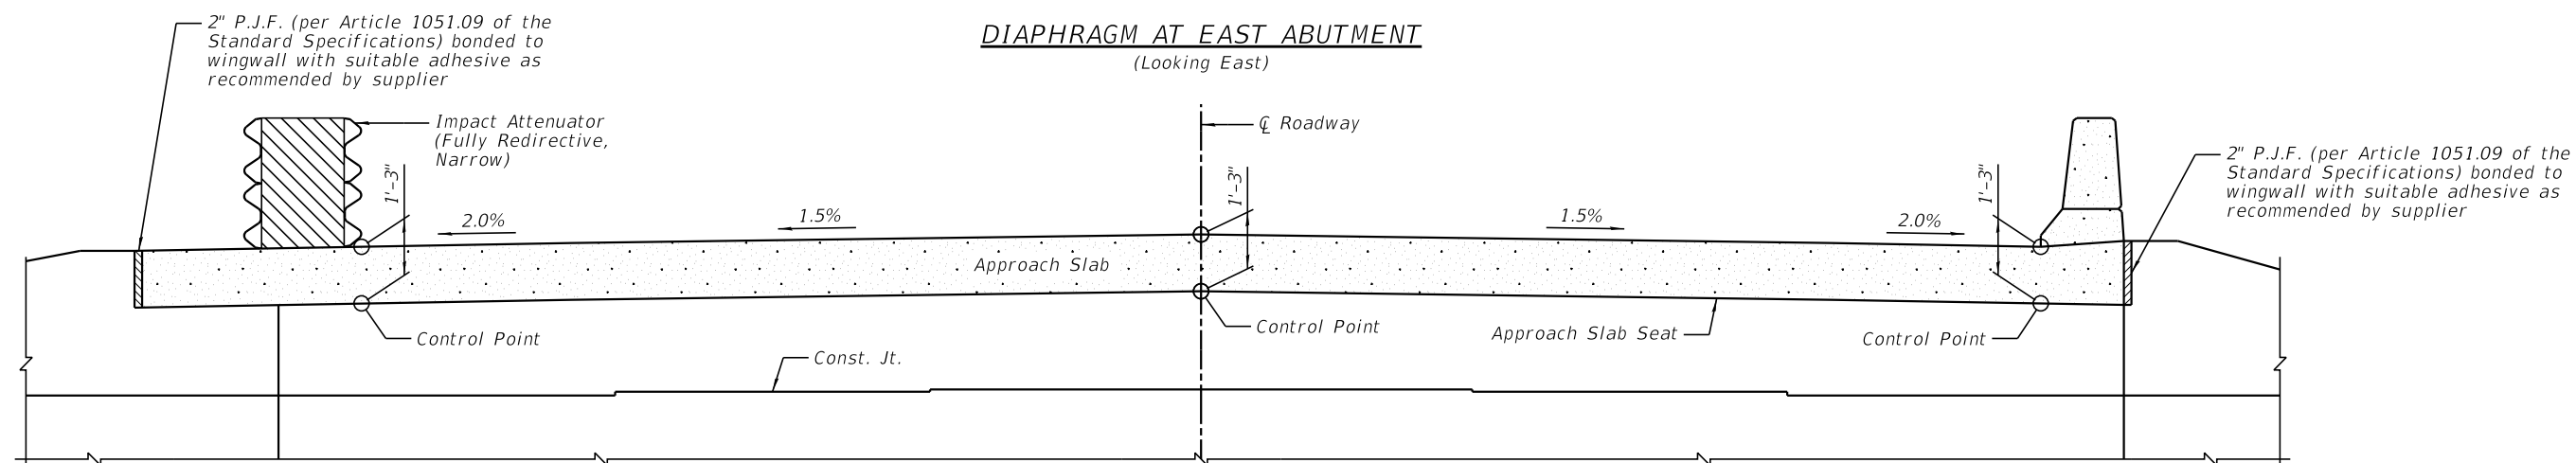 2" P.J.F. (per Article 1051.09 of the
Standard Specifications) bonded to
wingwall with suitable adhesive as
recommended by supplier
DIAPHRAGM AT EAST ABUTMENT
(Looking East)
Impact Attenuator
(Fully Redirective,
Narrow)
℄ Roadway
2" P.J.F. (per Article 1051.09 of the
Standard Specifications) bonded to
wingwall with suitable adhesive as
recommended by supplier
1'-3"
1'-3"
1'-3"
2.0%
1.5%
1.5%
2.0%
Approach Slab
Control Point
Control Point
Approach Slab Seat
Control Point
Const. Jt.